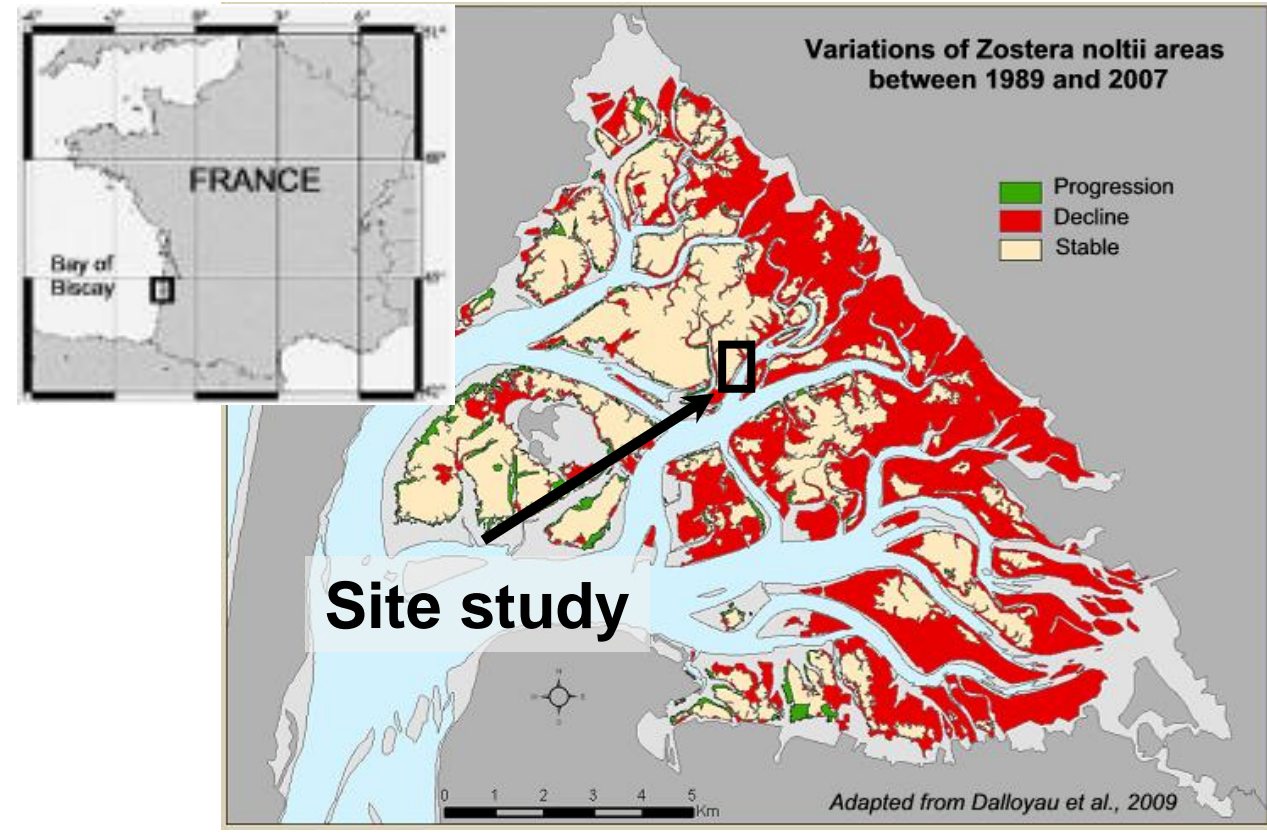 FRANCE
Bay of
Biscay
Variations of Zostera noltii areas
between 1989 and 2007
Progression
Decline
Stable
Site study
0 1 2 3 4 5
Km
Adapted from Dalloyau et al., 2009